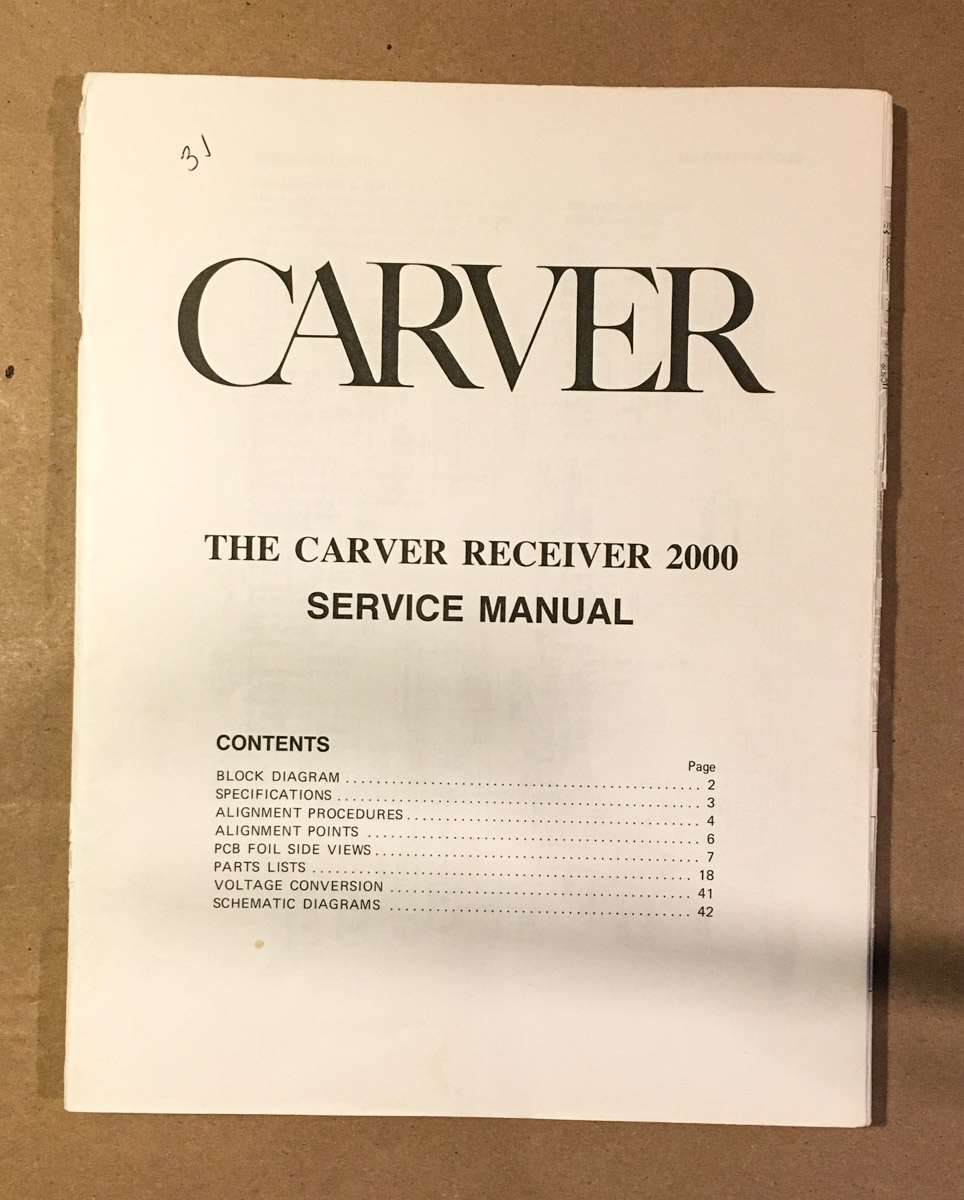 31
CARVER
THE CARVER RECEIVER 2000
SERVICE MANUAL
CONTENTS
Page
BLOCK DIAGRAM ............................................. 2
SPECIFICATIONS ............................................. 3
ALIGNMENT PROCEDURES ..................................... 4
ALIGNMENT POINTS .......................................... 6
PCB FOIL SIDE VIEWS ......................................... 7
PARTS LISTS ................................................ 18
VOLTAGE CONVERSION ....................................... 41
SCHEMATIC DIAGRAMS ....................................... 42